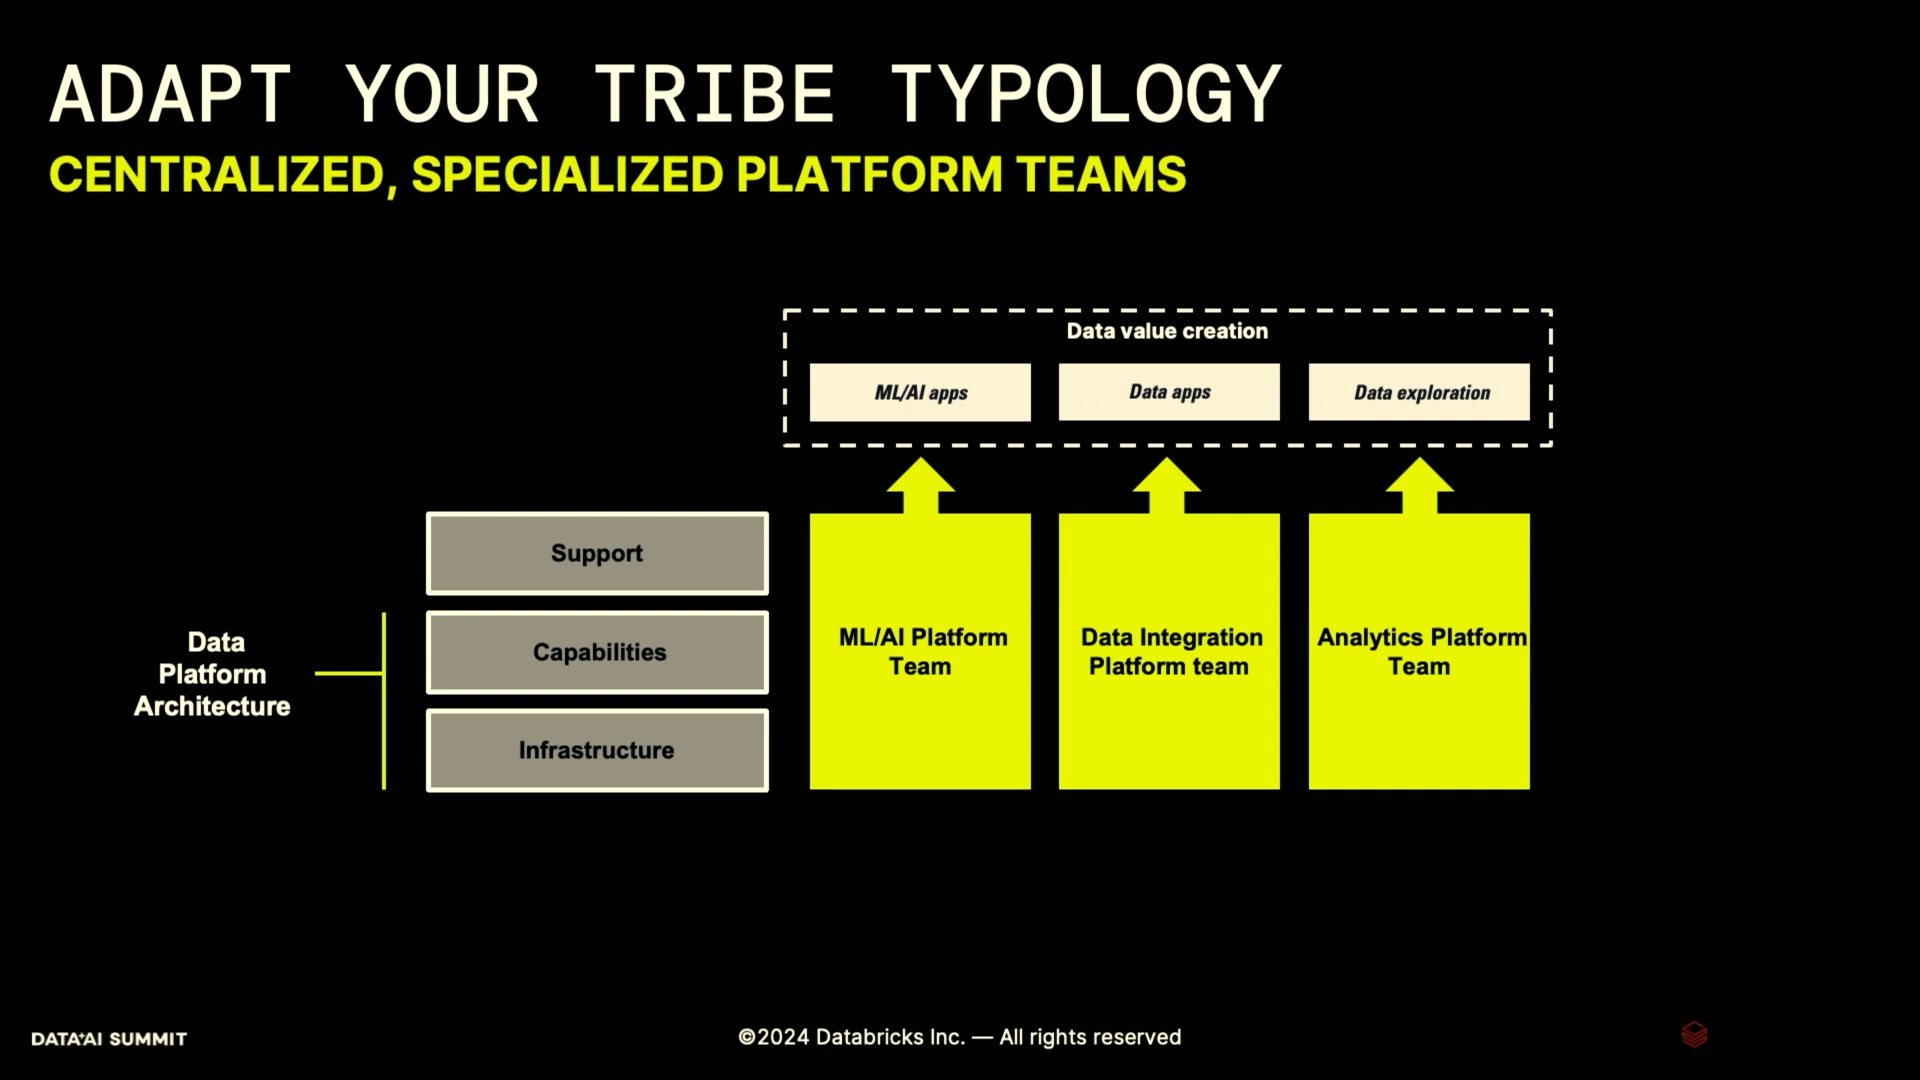 ADAPT YOUR TRIBE TYPOLOGY
CENTRALIZED, SPECIALIZED PLATFORM TEAMS
Data value creation
ML/AI apps
Data apps
Data exploration
Support
Capabilities
Infrastructure
Data
Platform
Architecture
ML/AI Platform
Team
Data Integration
Platform team
Analytics Platform
Team
DATA+AI SUMMIT
©2024 Databricks Inc. — All rights reserved